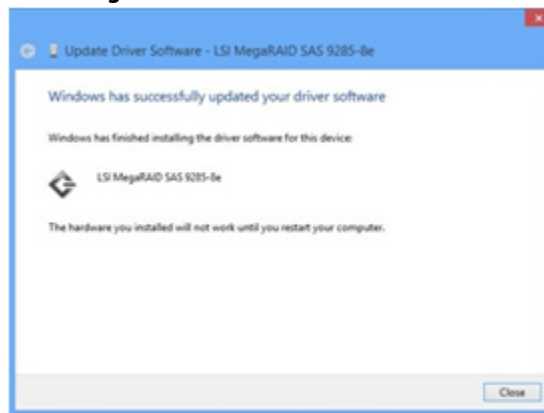 Update Driver Software - LSI MegaRAID SAS 9285-8e
Windows has successfully updated your driver software
Windows has finished installing the driver software for this device:
LSI MegaRAID SAS 9285-8e
The hardware you installed will not work until you restart your computer.
Close